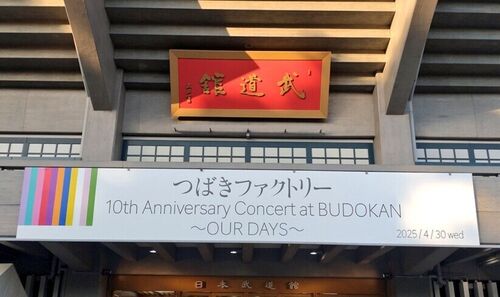 武道館
つばきファクトリー
10th Anniversary Concert at BUDOKAN
～OUR DAYS～
2025/4/30 wed
日本武道館